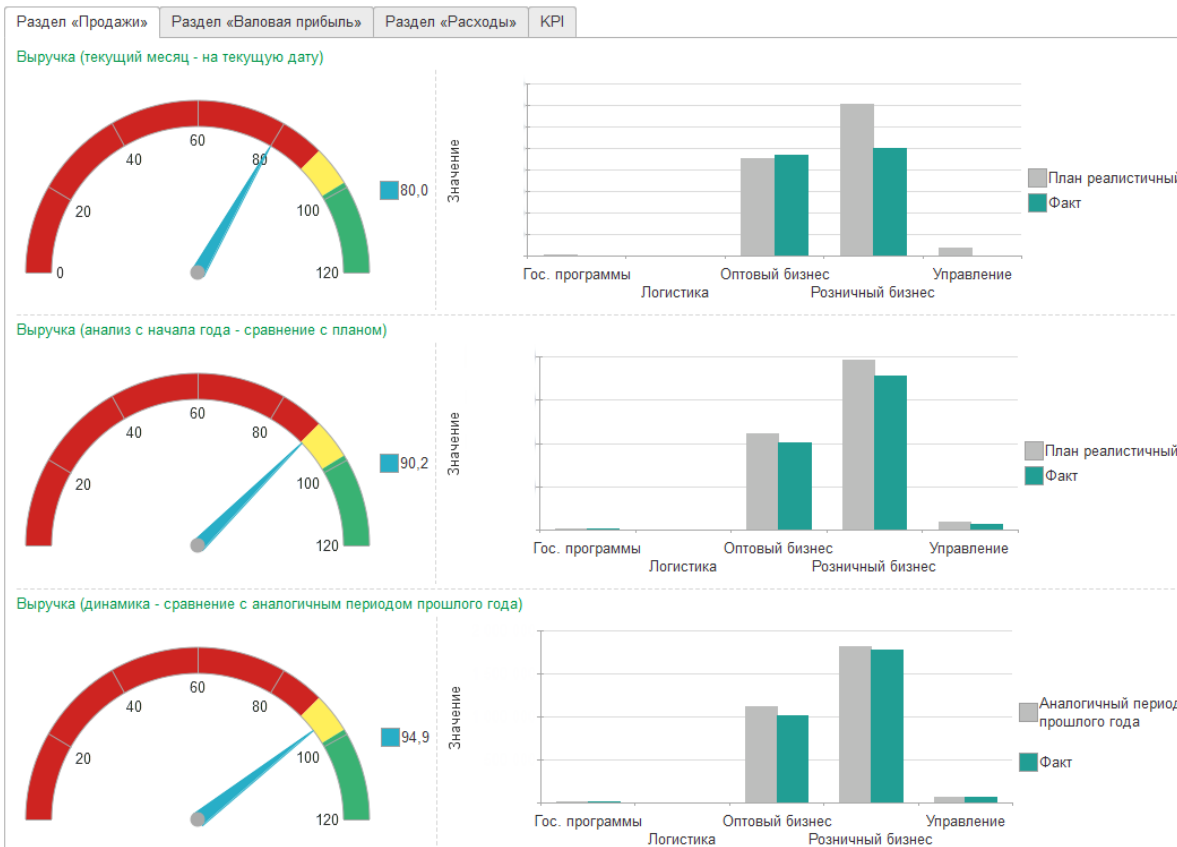 Раздел «Продажи» Раздел «Валовая прибыль» Раздел «Расходы» KPI
Выручка (текущий месяц - на текущую дату)
0 20 40 60 80 100 120
80,0
Значение
Гос. программы Оптовый бизнес Управление
Логистика Розничный бизнес
План реалистичный
Факт
Выручка (анализ с начала года - сравнение с планом)
20 40 60 80 100 120
90,2
Значение
Гос. программы Оптовый бизнес Управление
Логистика Розничный бизнес
План реалистичный
Факт
Выручка (динамика - сравнение с аналогичным периодом прошлого года)
20 40 60 80 100 120
94,9
Значение
Гос. программы Оптовый бизнес Управление
Логистика Розничный бизнес
Аналогичный период
прошлого года
Факт